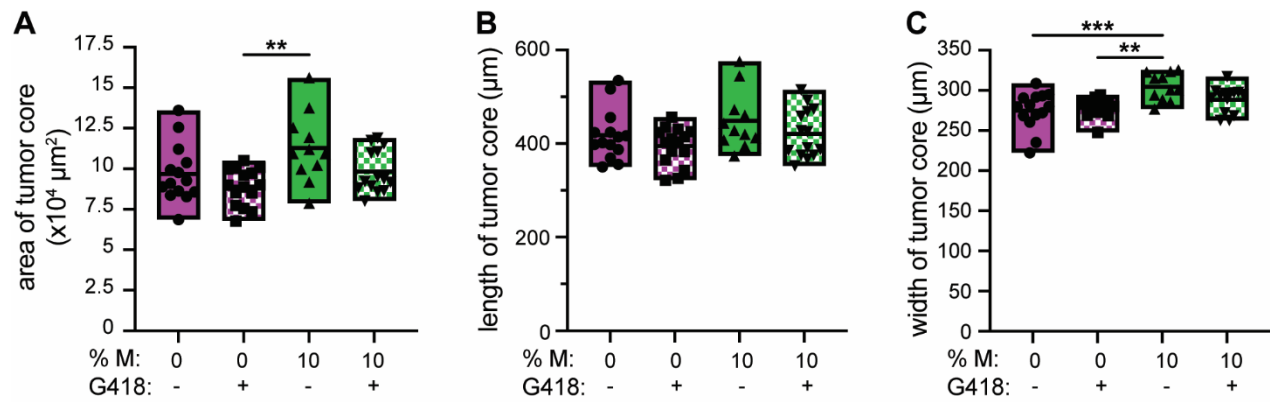 A
area of tumor core
(x10⁴ µm²)
17.5
15
12.5
10
7.5
5
2.5
0
**
% M: 0 0 10 10
G418: - + - +
B
length of tumor core (µm)
600
400
200
0
% M: 0 0 10 10
G418: - + - +
C
width of tumor core (µm)
350
300
250
200
150
100
50
0
***
**
% M: 0 0 10 10
G418: - + - +